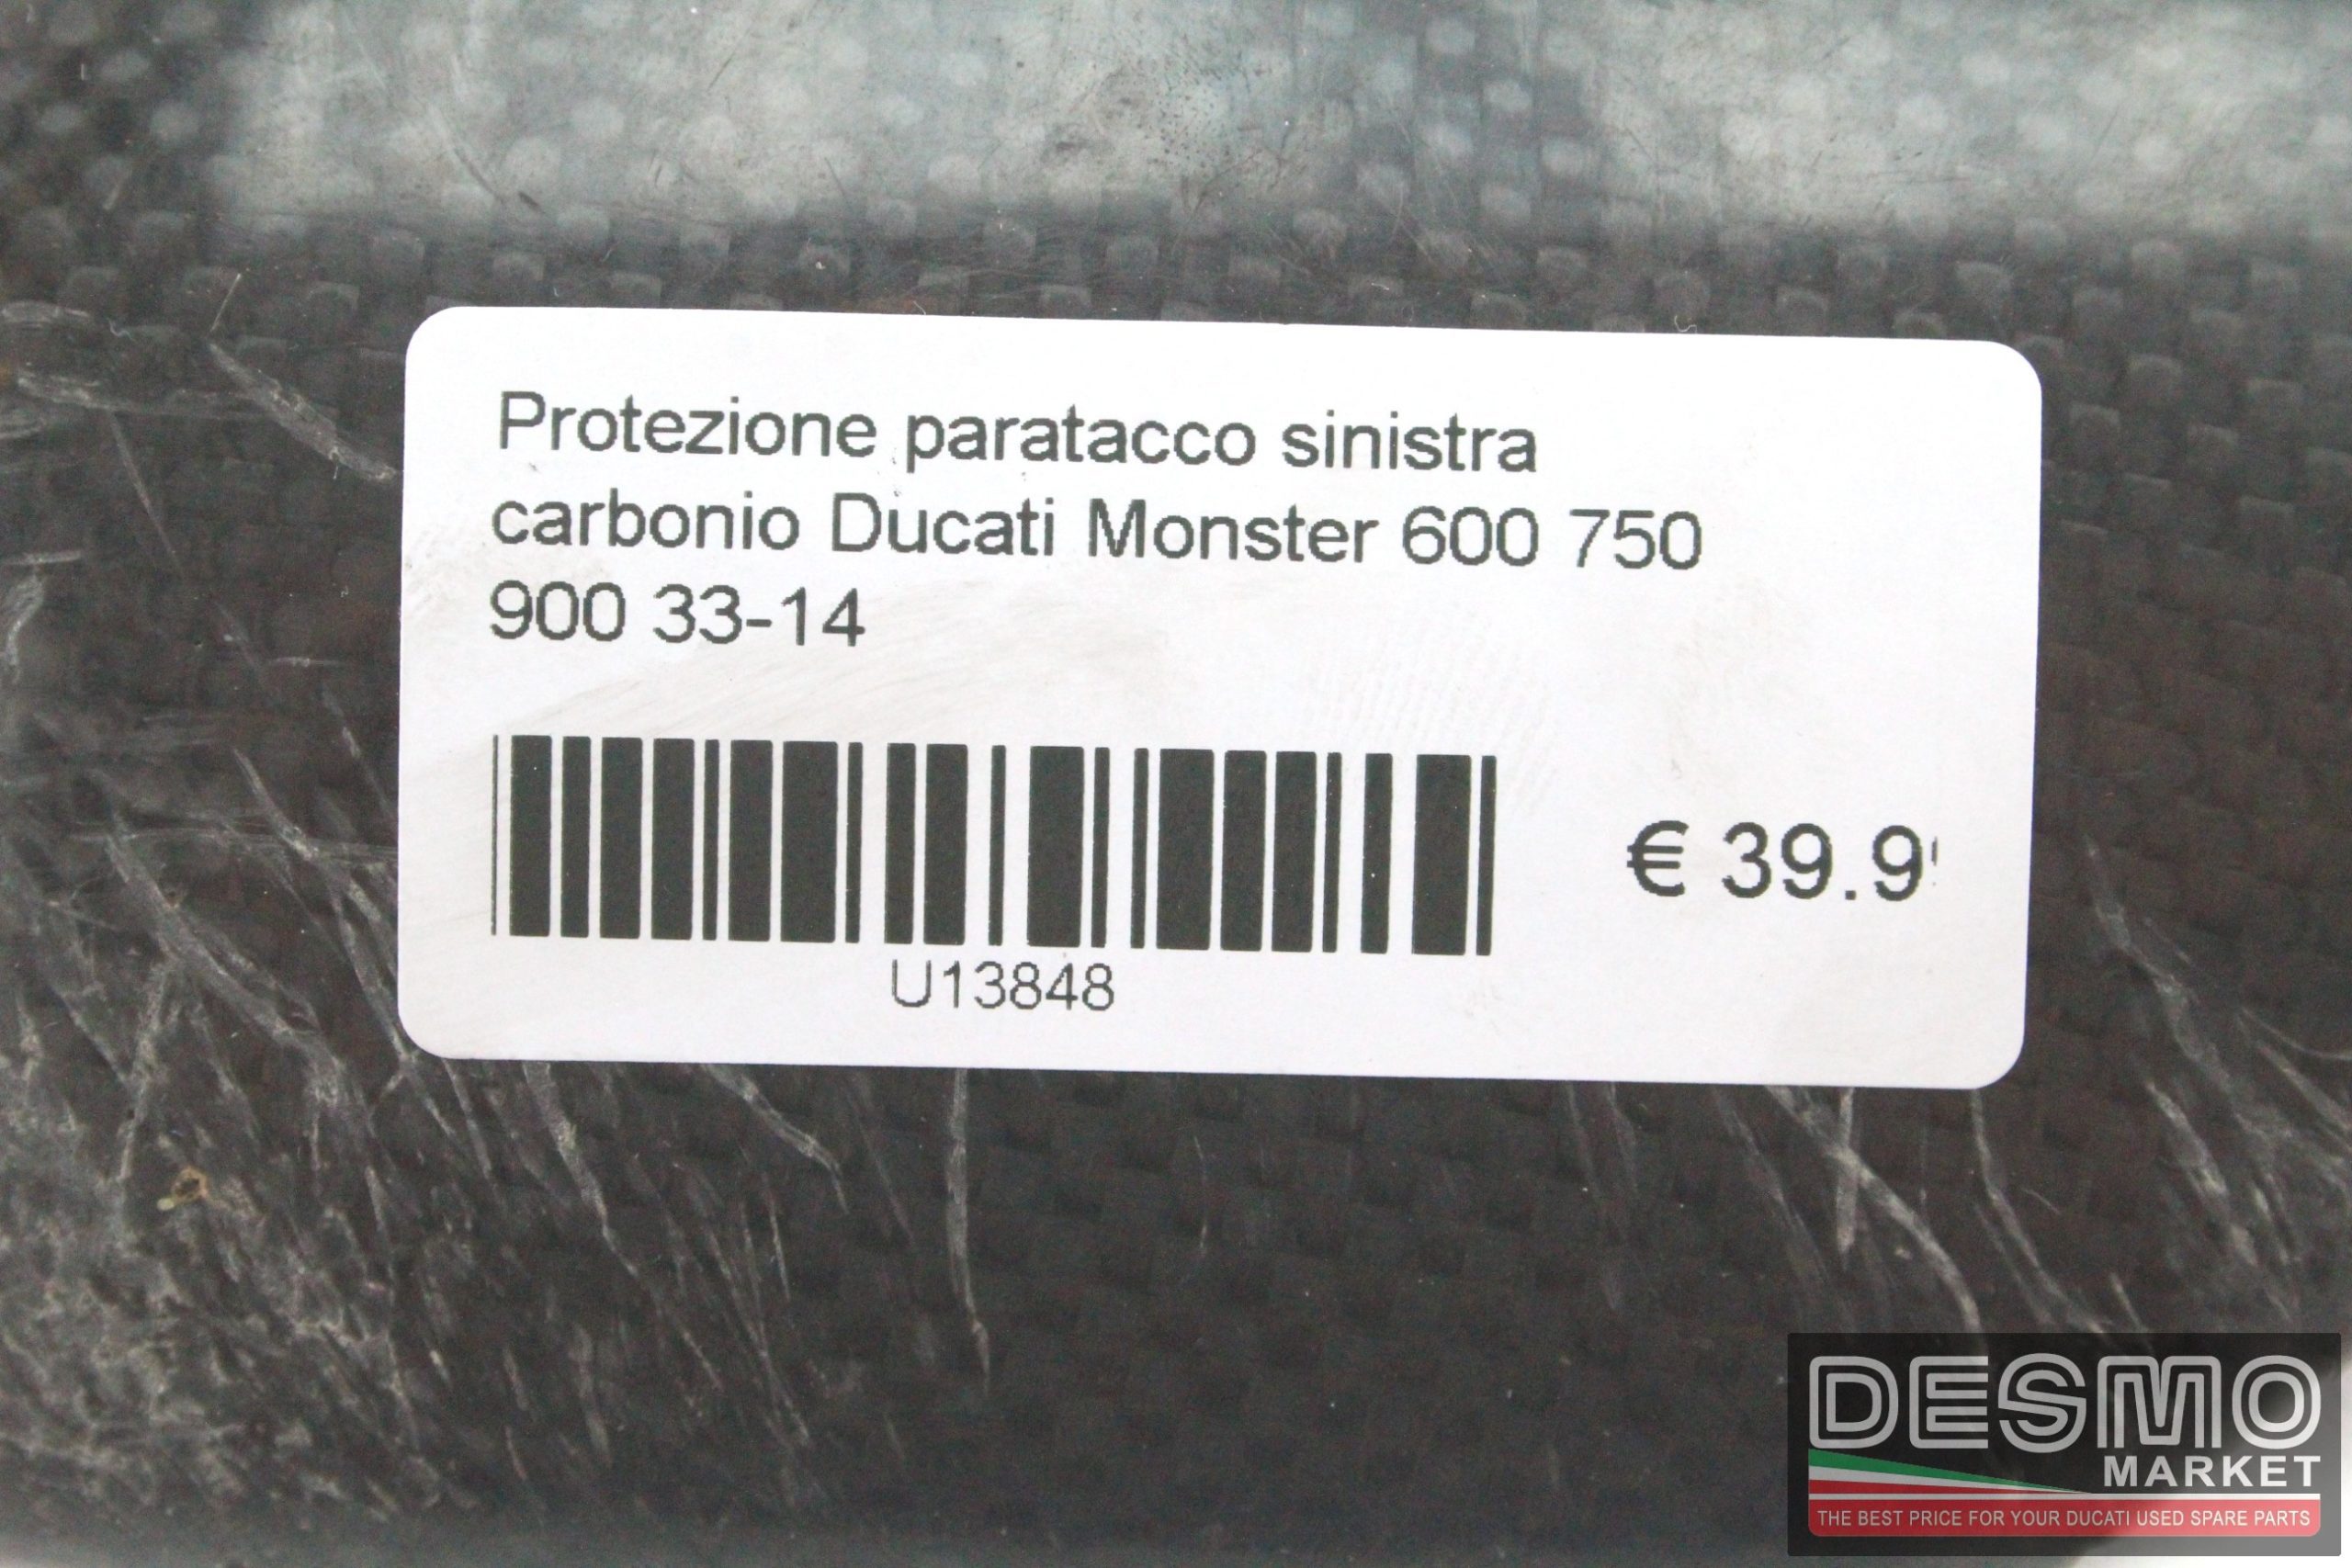 Protezione paratacco sinistra
carbonio Ducati Monster 600 750
900 33-14
€ 39.9
U13848
DESMO
MARKET
THE BEST PRICE FOR YOUR DUCATI USED SPARE PARTS